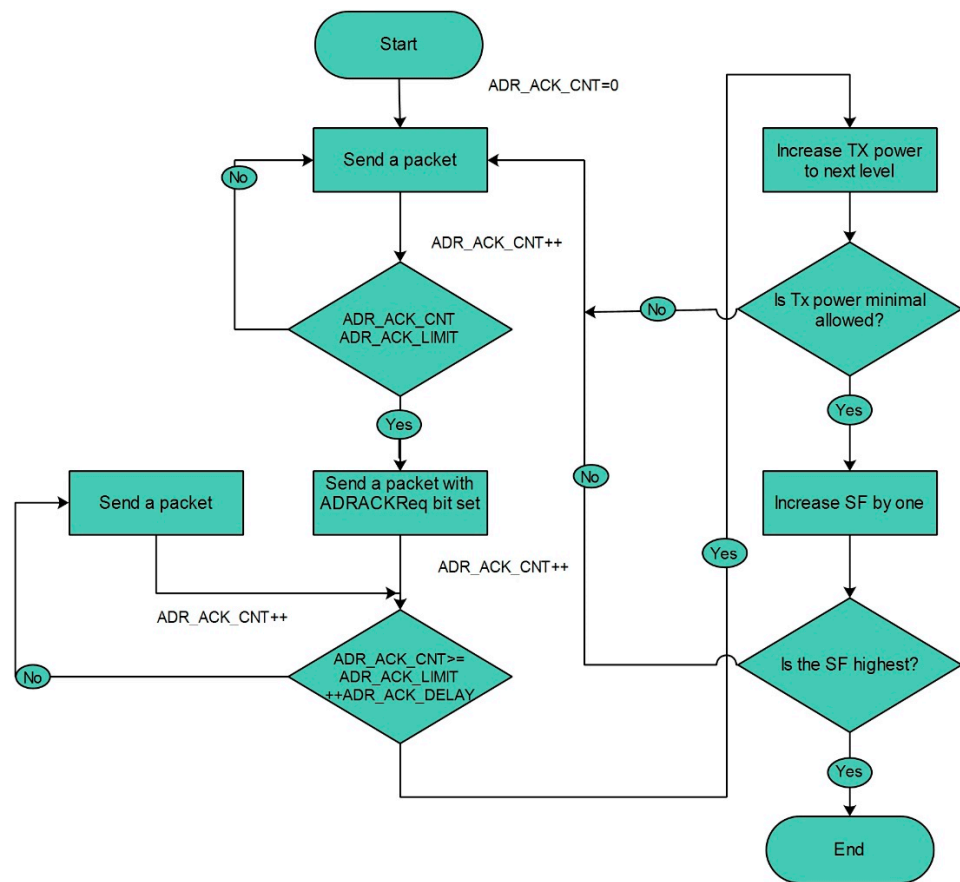 Start
ADR_ACK_CNT=0
Send a packet
No
ADR_ACK_CNT++
ADR_ACK_CNT
ADR_ACK_LIMIT
Yes
Send a packet with
ADRACKReq bit set
Send a packet
ADR_ACK_CNT++
ADR_ACK_CNT++
No
ADR_ACK_CNT>=
ADR_ACK_LIMIT
++ADR_ACK_DELAY
Yes
Increase TX power
to next level
Is Tx power minimal
allowed?
No
Yes
Increase SF by one
Is the SF highest?
No
Yes
End